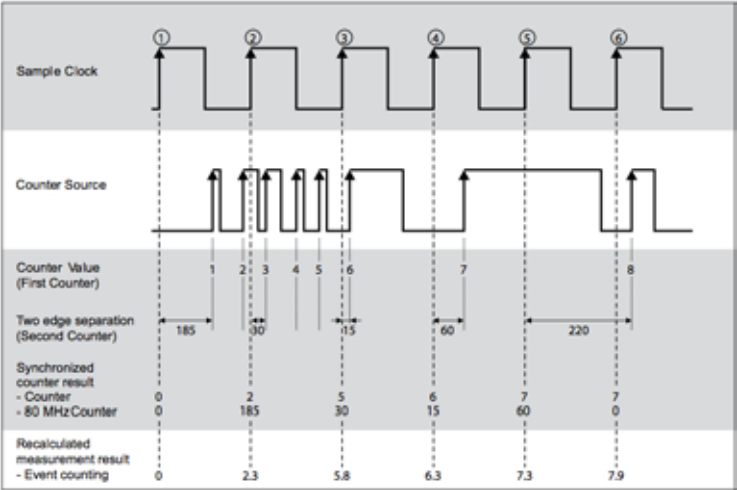 ① ② ③ ④ ⑤ ⑥
Sample Clock
Counter Source
Counter Value 1 2 3 4 5 6 7 8
(First Counter)
Two edge separation
(Second Counter) 185 30 15 60 220
Synchronized
counter result
- Counter 0 2 5 6 7 7
- 80 MHzCounter 0 185 30 15 60 0
Recalculated
measurement result
- Event counting 0 2.3 5.8 6.3 7.3 7.9